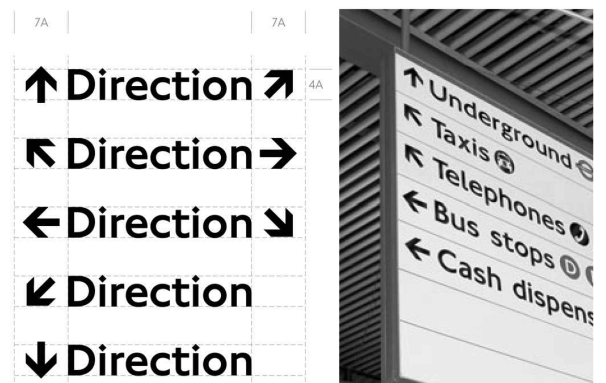 7A 7A
Direction
4A
Direction
Direction
Direction
Direction
Underground
Taxis
Telephones
Bus stops D
Cash dispens